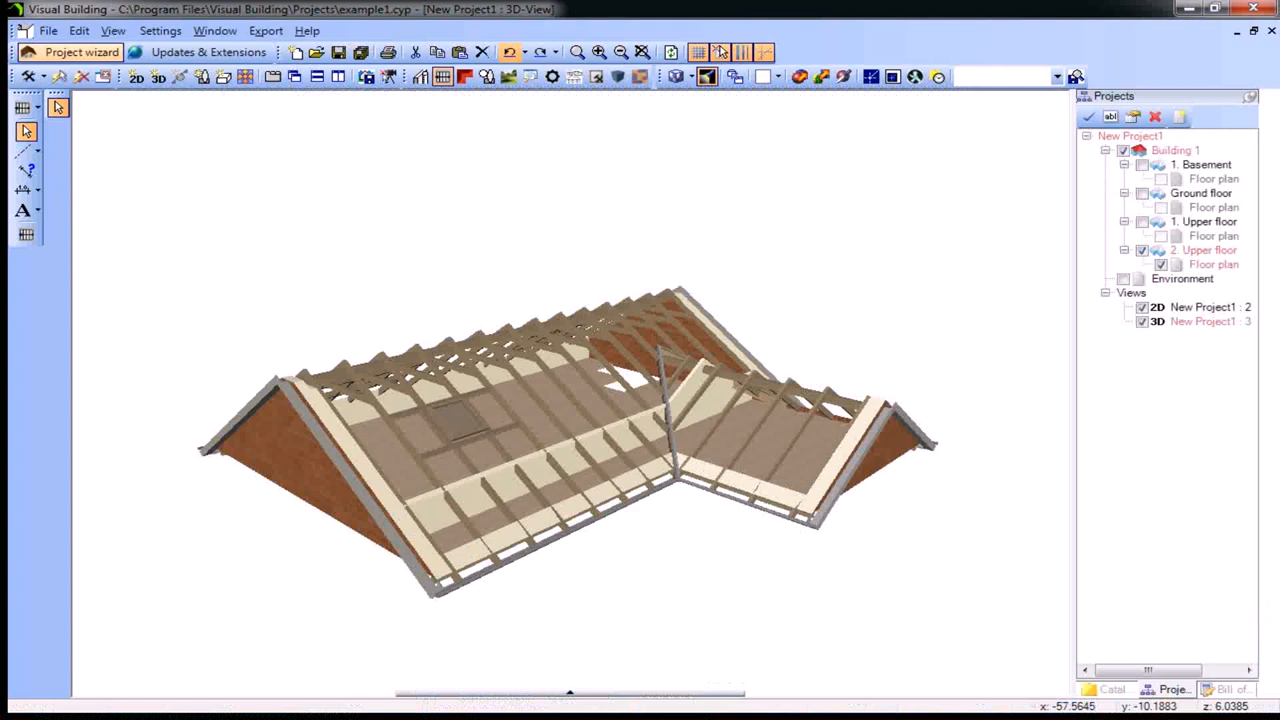 Visual Building - C:\Program Files\Visual Building\Projects\example1.cyp - [New Project1 : 3D-View]
File Edit View Settings Window Export Help
Project wizard Updates & Extensions
2D 3D
Projects
abl
New Project1
Building 1
1. Basement
Floor plan
Ground floor
Floor plan
1. Upper floor
Floor plan
2. Upper floor
Floor plan
Environment
Views
2D New Project1 : 2
3D New Project1 : 3
A
Catal Proje... Bill of...
x: -57.5645 y: -10.1883 z: 6.0385